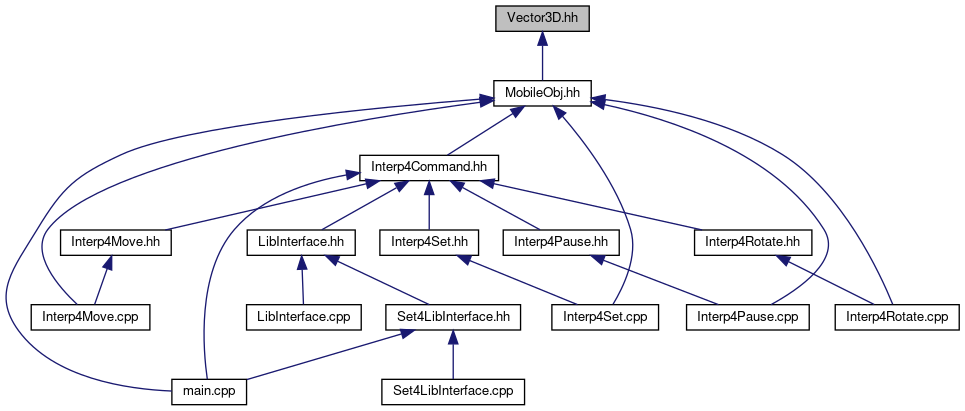 Vector3D.hh
MobileObj.hh
Interp4Command.hh
Interp4Move.hh
LibInterface.hh
Interp4Set.hh
Interp4Pause.hh
Interp4Rotate.hh
Interp4Move.cpp
LibInterface.cpp
Set4LibInterface.hh
Interp4Set.cpp
Interp4Pause.cpp
Interp4Rotate.cpp
main.cpp
Set4LibInterface.cpp